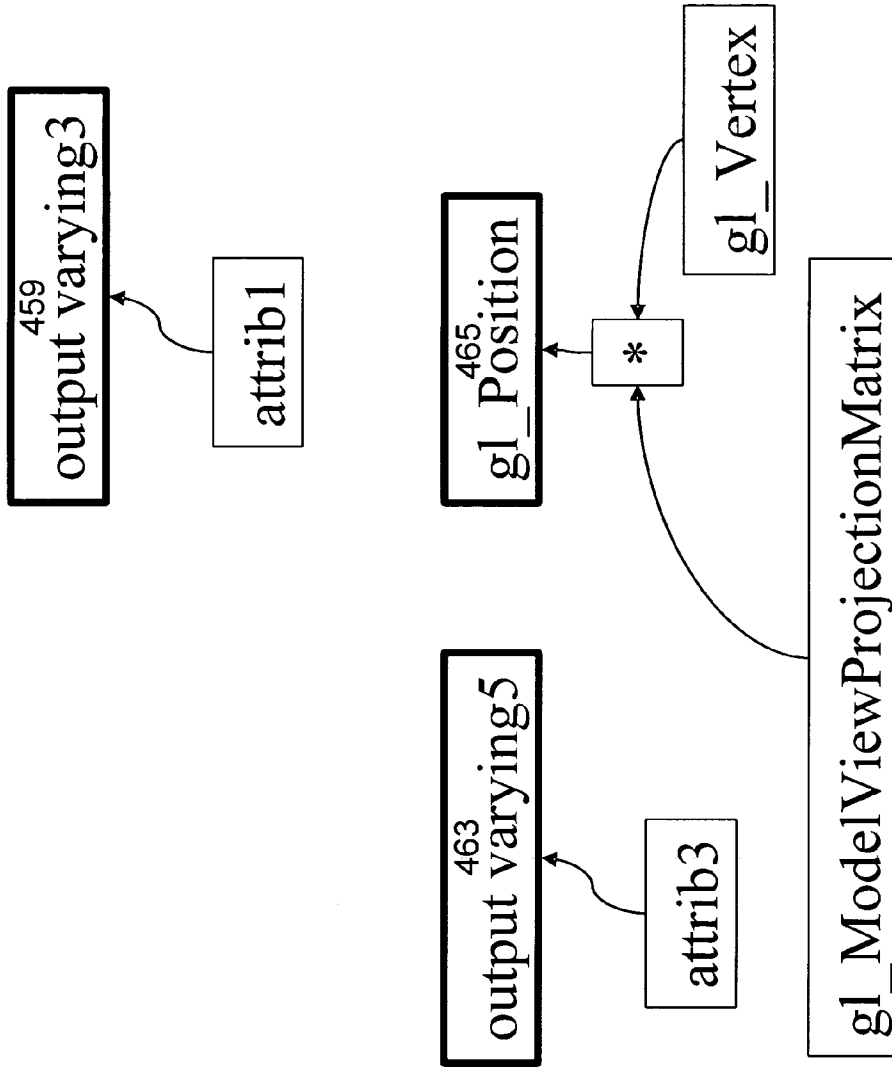 459
output varying3
attrib1
463
output varying5
attrib3
465
gl_Position
*
gl_Vertex
gl_ModelViewProjectionMatrix